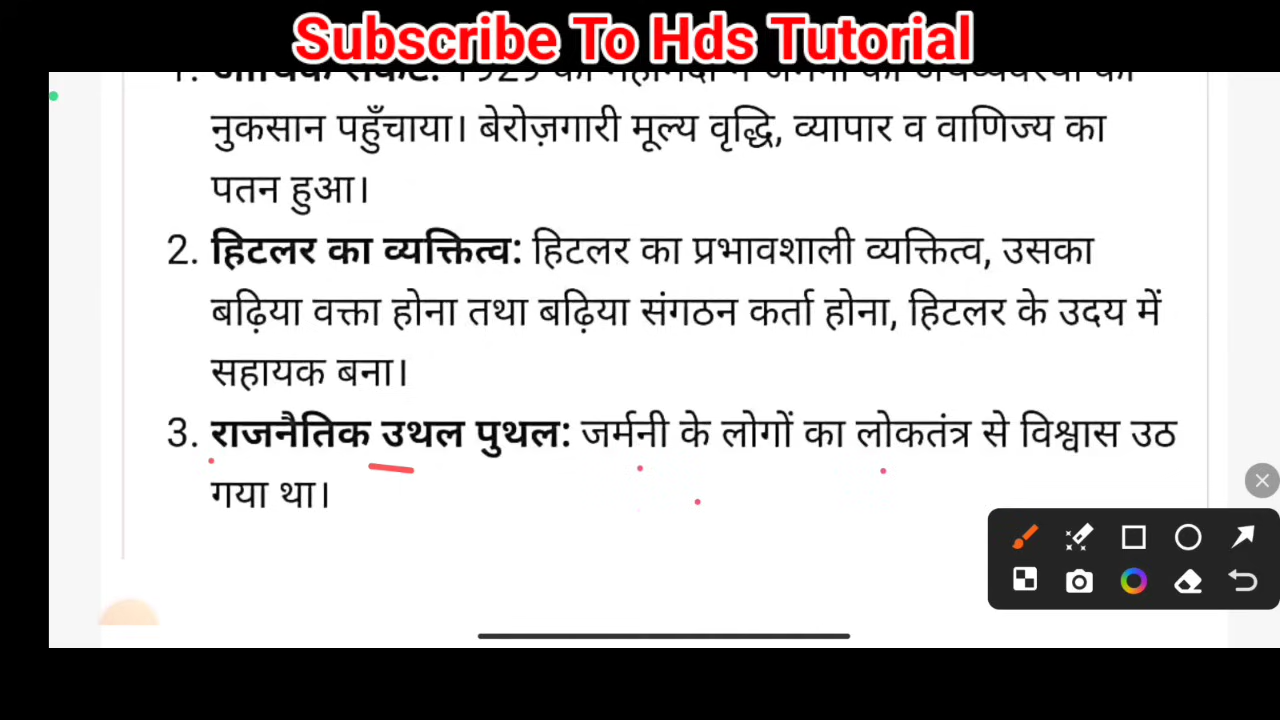 Subscribe To Hds Tutorial
नुकसान पहुँचाया। बेरोज़गारी मूल्य वृद्धि, व्यापार व वाणिज्य का
पतन हुआ।
2. हिटलर का व्यक्तित्व: हिटलर का प्रभावशाली व्यक्तित्व, उसका
बढ़िया वक्ता होना तथा बढ़िया संगठन कर्ता होना, हिटलर के उदय में
सहायक बना।
3. राजनैतिक उथल पुथल: जर्मनी के लोगों का लोकतंत्र से विश्वास उठ
गया था।